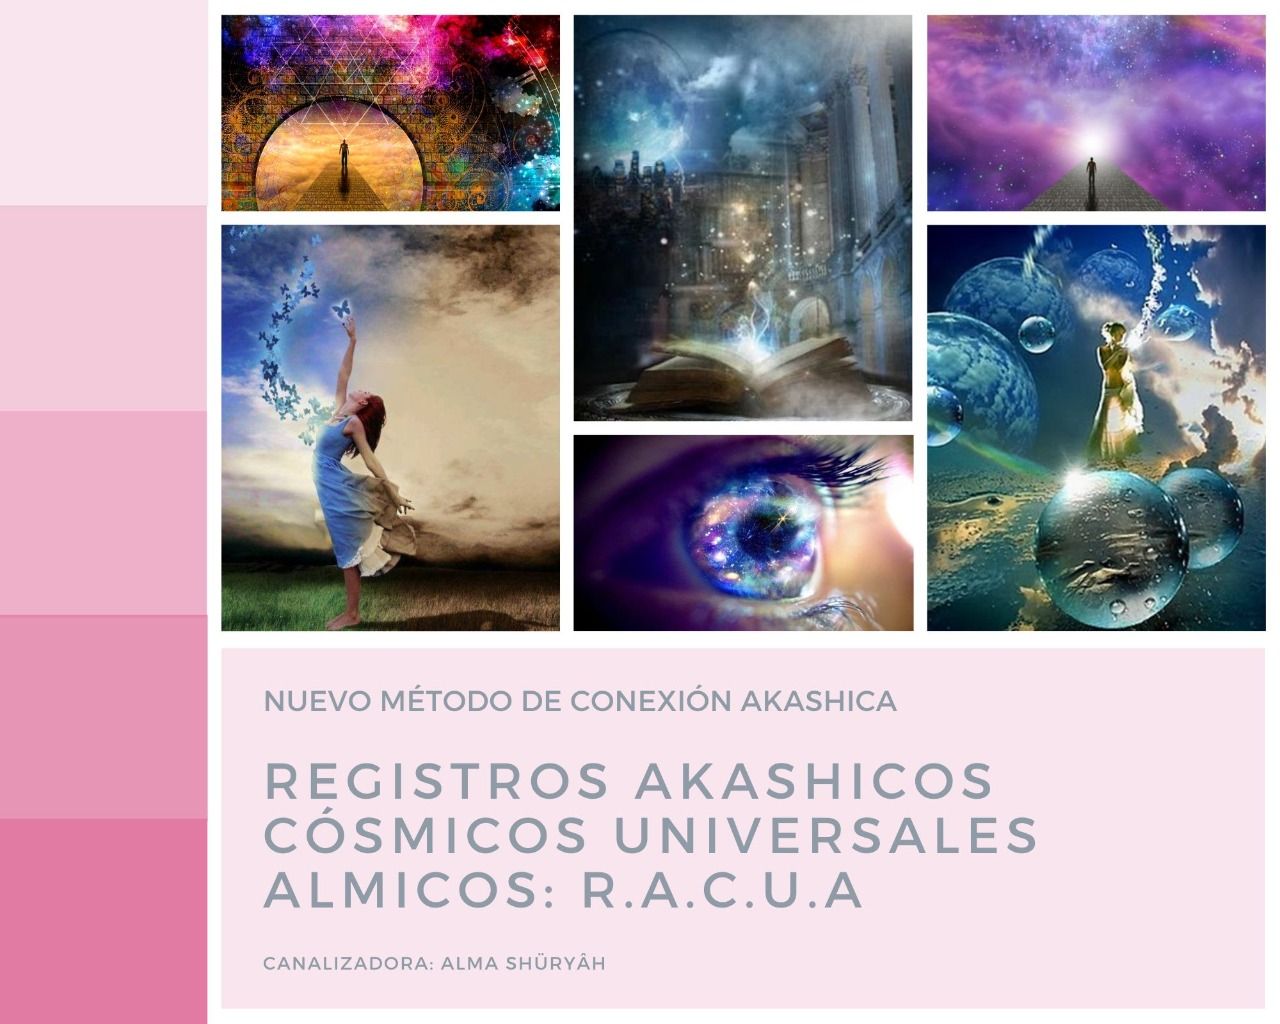 NUEVO MÉTODO DE CONEXIÓN AKASHICA
REGISTROS AKASHICOS
CÓSMICOS UNIVERSALES
ALMICOS: R.A.C.U.A
CANALIZADORA: ALMA SHÜRYÂH